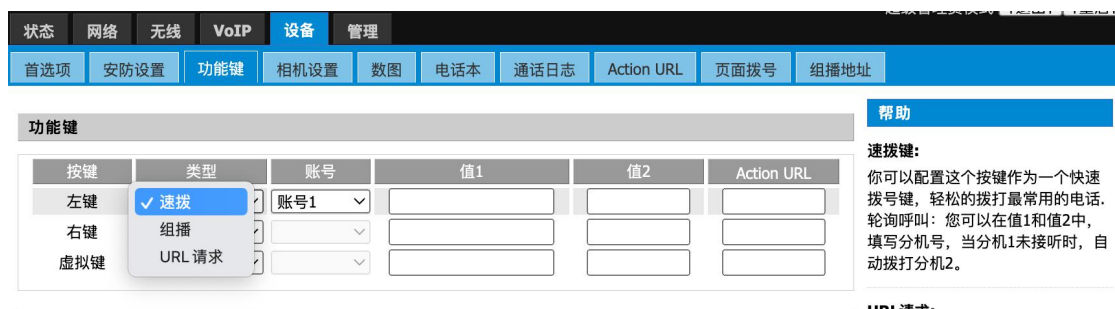 状态 网络 无线 VoIP 设备 管理
首选项 安防设置 功能键 相机设置 数图 电话本 通话日志 Action URL 页面拨号 组播地址
功能键
按键 类型 账号 值1 值2 Action URL
左键 速拨 账号1
右键 组播
虚拟键 URL 请求
帮助
速拨键:
你可以配置这个按键作为一个快速
拨号键，轻松的拨打最常用的电话.
轮询呼叫：您可以在值1和值2中，
填写分机号，当分机1未接听时，自
动拨打分机2。